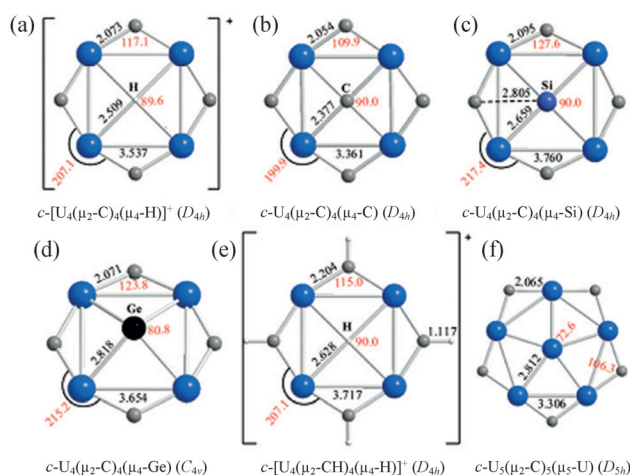 (a)
2.073
117.1
H
2.509
89.6
3.537
207.1
+
c-[U₄(μ₂-C)₄(μ₄-H)]⁺ (D₄ₕ)
(b)
2.054
109.9
C
2.377
90.0
3.361
199.9
c-U₄(μ₂-C)₄(μ₄-C) (D₄ₕ)
(c)
2.095
127.6
Si
2.805
2.659
90.0
3.760
217.4
c-U₄(μ₂-C)₄(μ₄-Si) (D₄ₕ)
(d)
2.071
123.8
Ge
2.818
80.8
3.654
215.2
c-U₄(μ₂-C)₄(μ₄-Ge) (C₄ᵥ)
(e)
2.204
115.0
H
1.117
2.628
90.0
3.717
207.1
+
c-[U₄(μ₂-CH)₄(μ₄-H)]⁺ (D₄ₕ)
(f)
2.065
72.6
2.812
106.3
3.306
c-U₅(μ₂-C)₅(μ₅-U) (D₅ₕ)